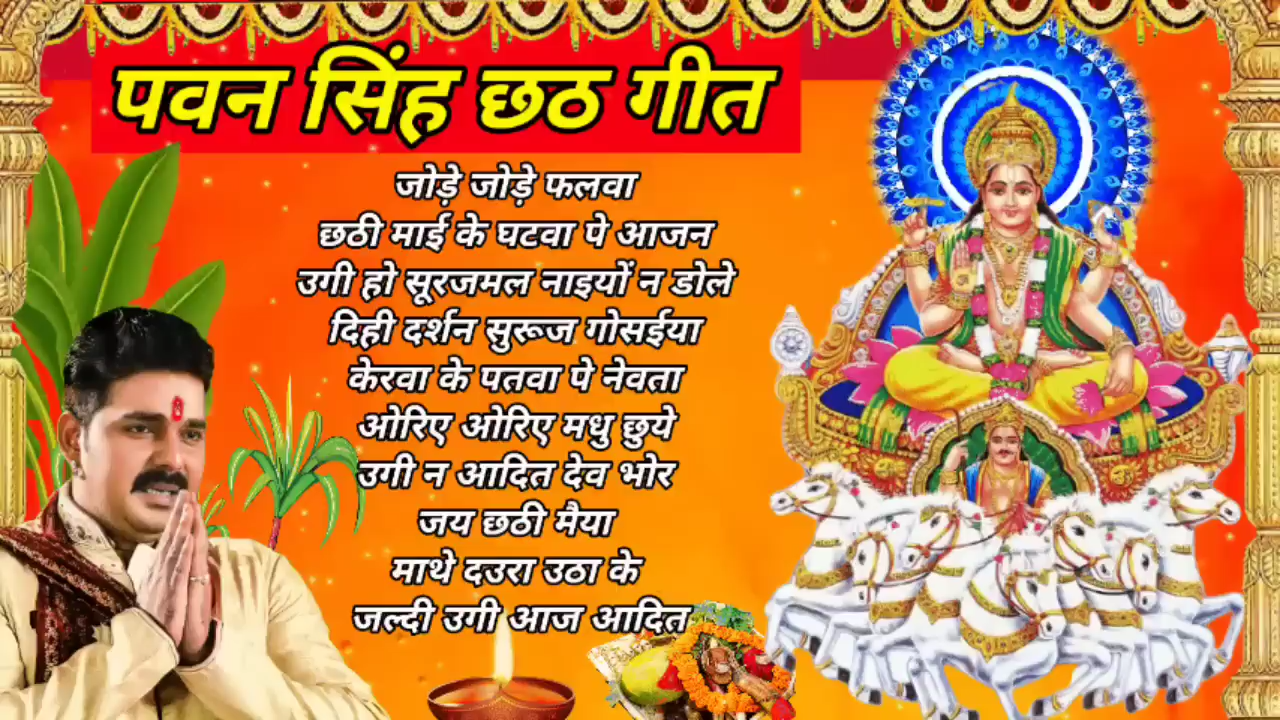 पवन सिंह छठ गीत
जोड़े जोड़े फलवा
छठी माई के घटवा पे आजन
उगी हो सूरजमल नाइयों न डोले
दिही दर्शन सुरूज गोसईया
केरवा के पतवा पे नेवता
ओरिए ओरिए मधु छुये
उगी न आदित देव भोर
जय छठी मैया
माथे दउरा उठा के
जल्दी उगी आज आदित